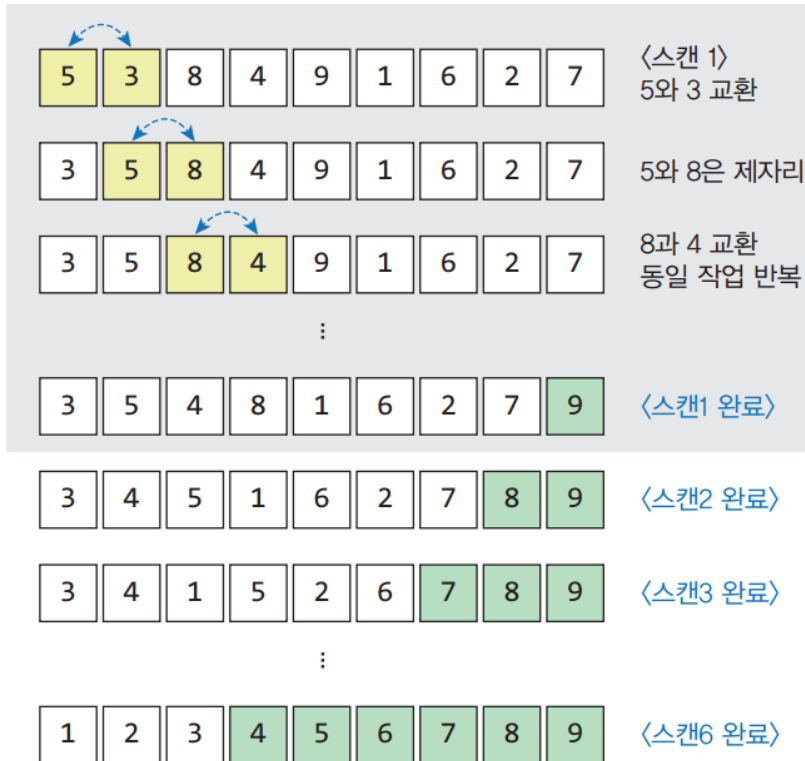 5 3 8 4 9 1 6 2 7
〈스캔 1〉
5와 3 교환
3 5 8 4 9 1 6 2 7
5와 8은 제자리
3 5 8 4 9 1 6 2 7
8과 4 교환
동일 작업 반복
⋮
3 5 4 8 1 6 2 7 9
〈스캔1 완료〉
3 4 5 1 6 2 7 8 9
〈스캔2 완료〉
3 4 1 5 2 6 7 8 9
〈스캔3 완료〉
⋮
1 2 3 4 5 6 7 8 9
〈스캔6 완료〉